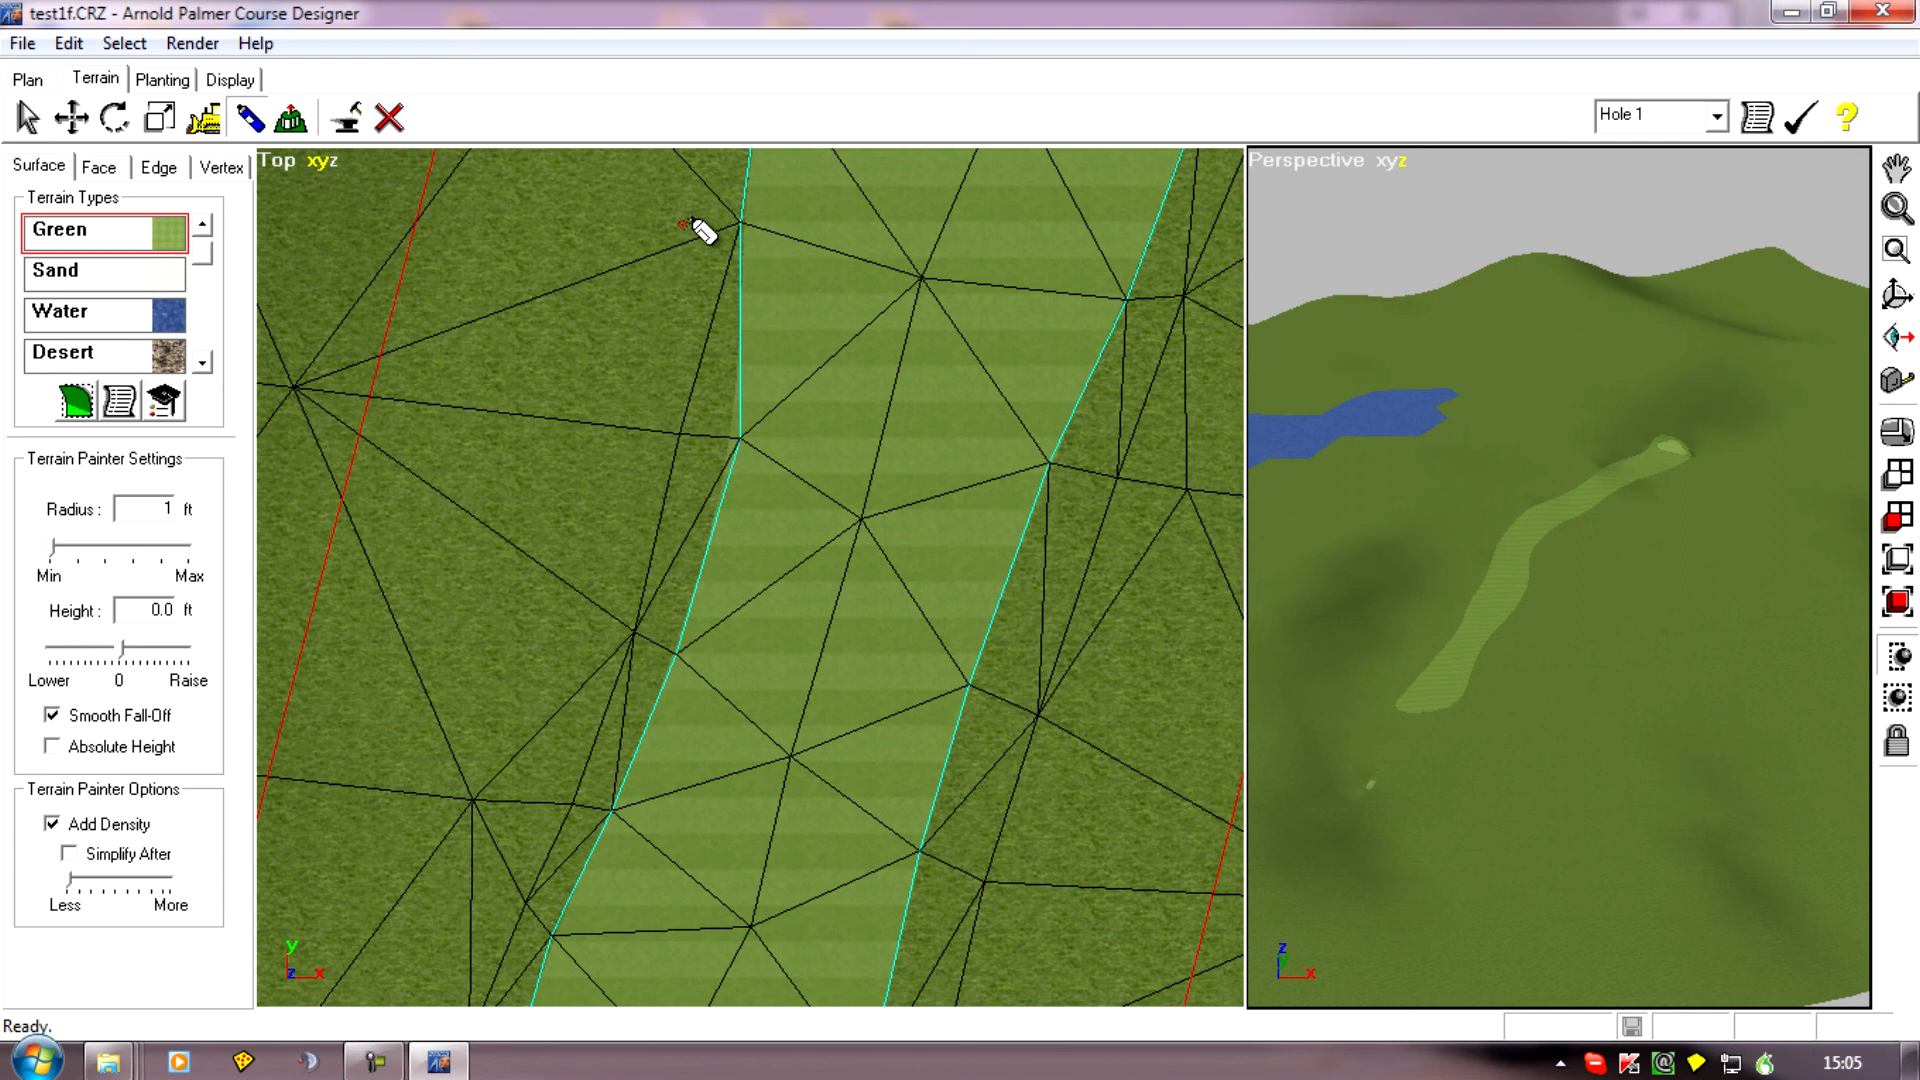 test1f.CRZ - Arnold Palmer Course Designer
File Edit Select Render Help
Plan Terrain Planting Display
Hole 1
?
Surface Face Edge Vertex
Top xyz
Perspective xyz
Terrain Types
Green
Sand
Water
Desert
Terrain Painter Settings
Radius : 1 ft
Min Max
Height : 0.0 ft
Lower 0 Raise
Smooth Fall-Off
Absolute Height
Terrain Painter Options
Add Density
Simplify After
Less More
y
z x
z
y
x
Ready.
15:05